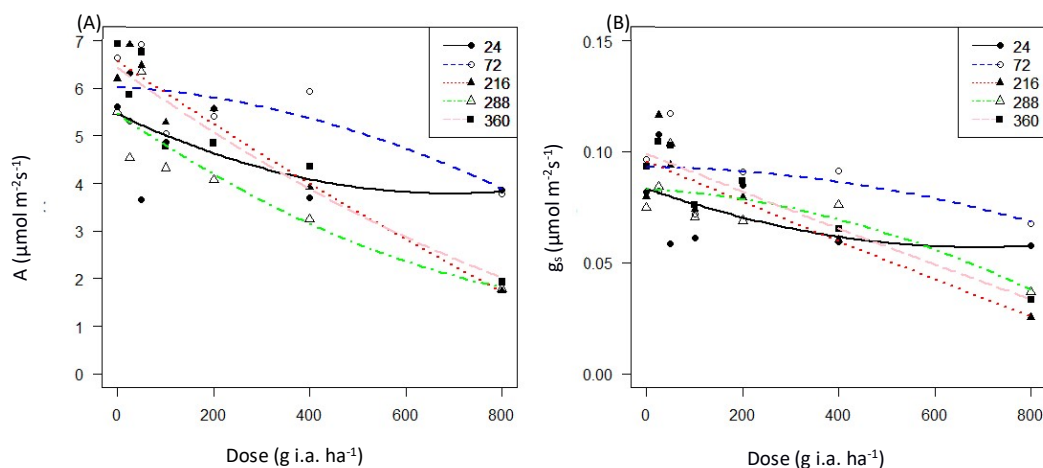 (A)
7
6
5
4
3
2
1
0
A (µmol m⁻²s⁻¹)
0 200 400 600 800
Dose (g i.a. ha⁻¹)
24
72
216
288
360
(B)
0.15
0.10
0.05
0.00
gₛ (µmol m⁻²s⁻¹)
0 200 400 600 800
Dose (g i.a. ha⁻¹)
24
72
216
288
360